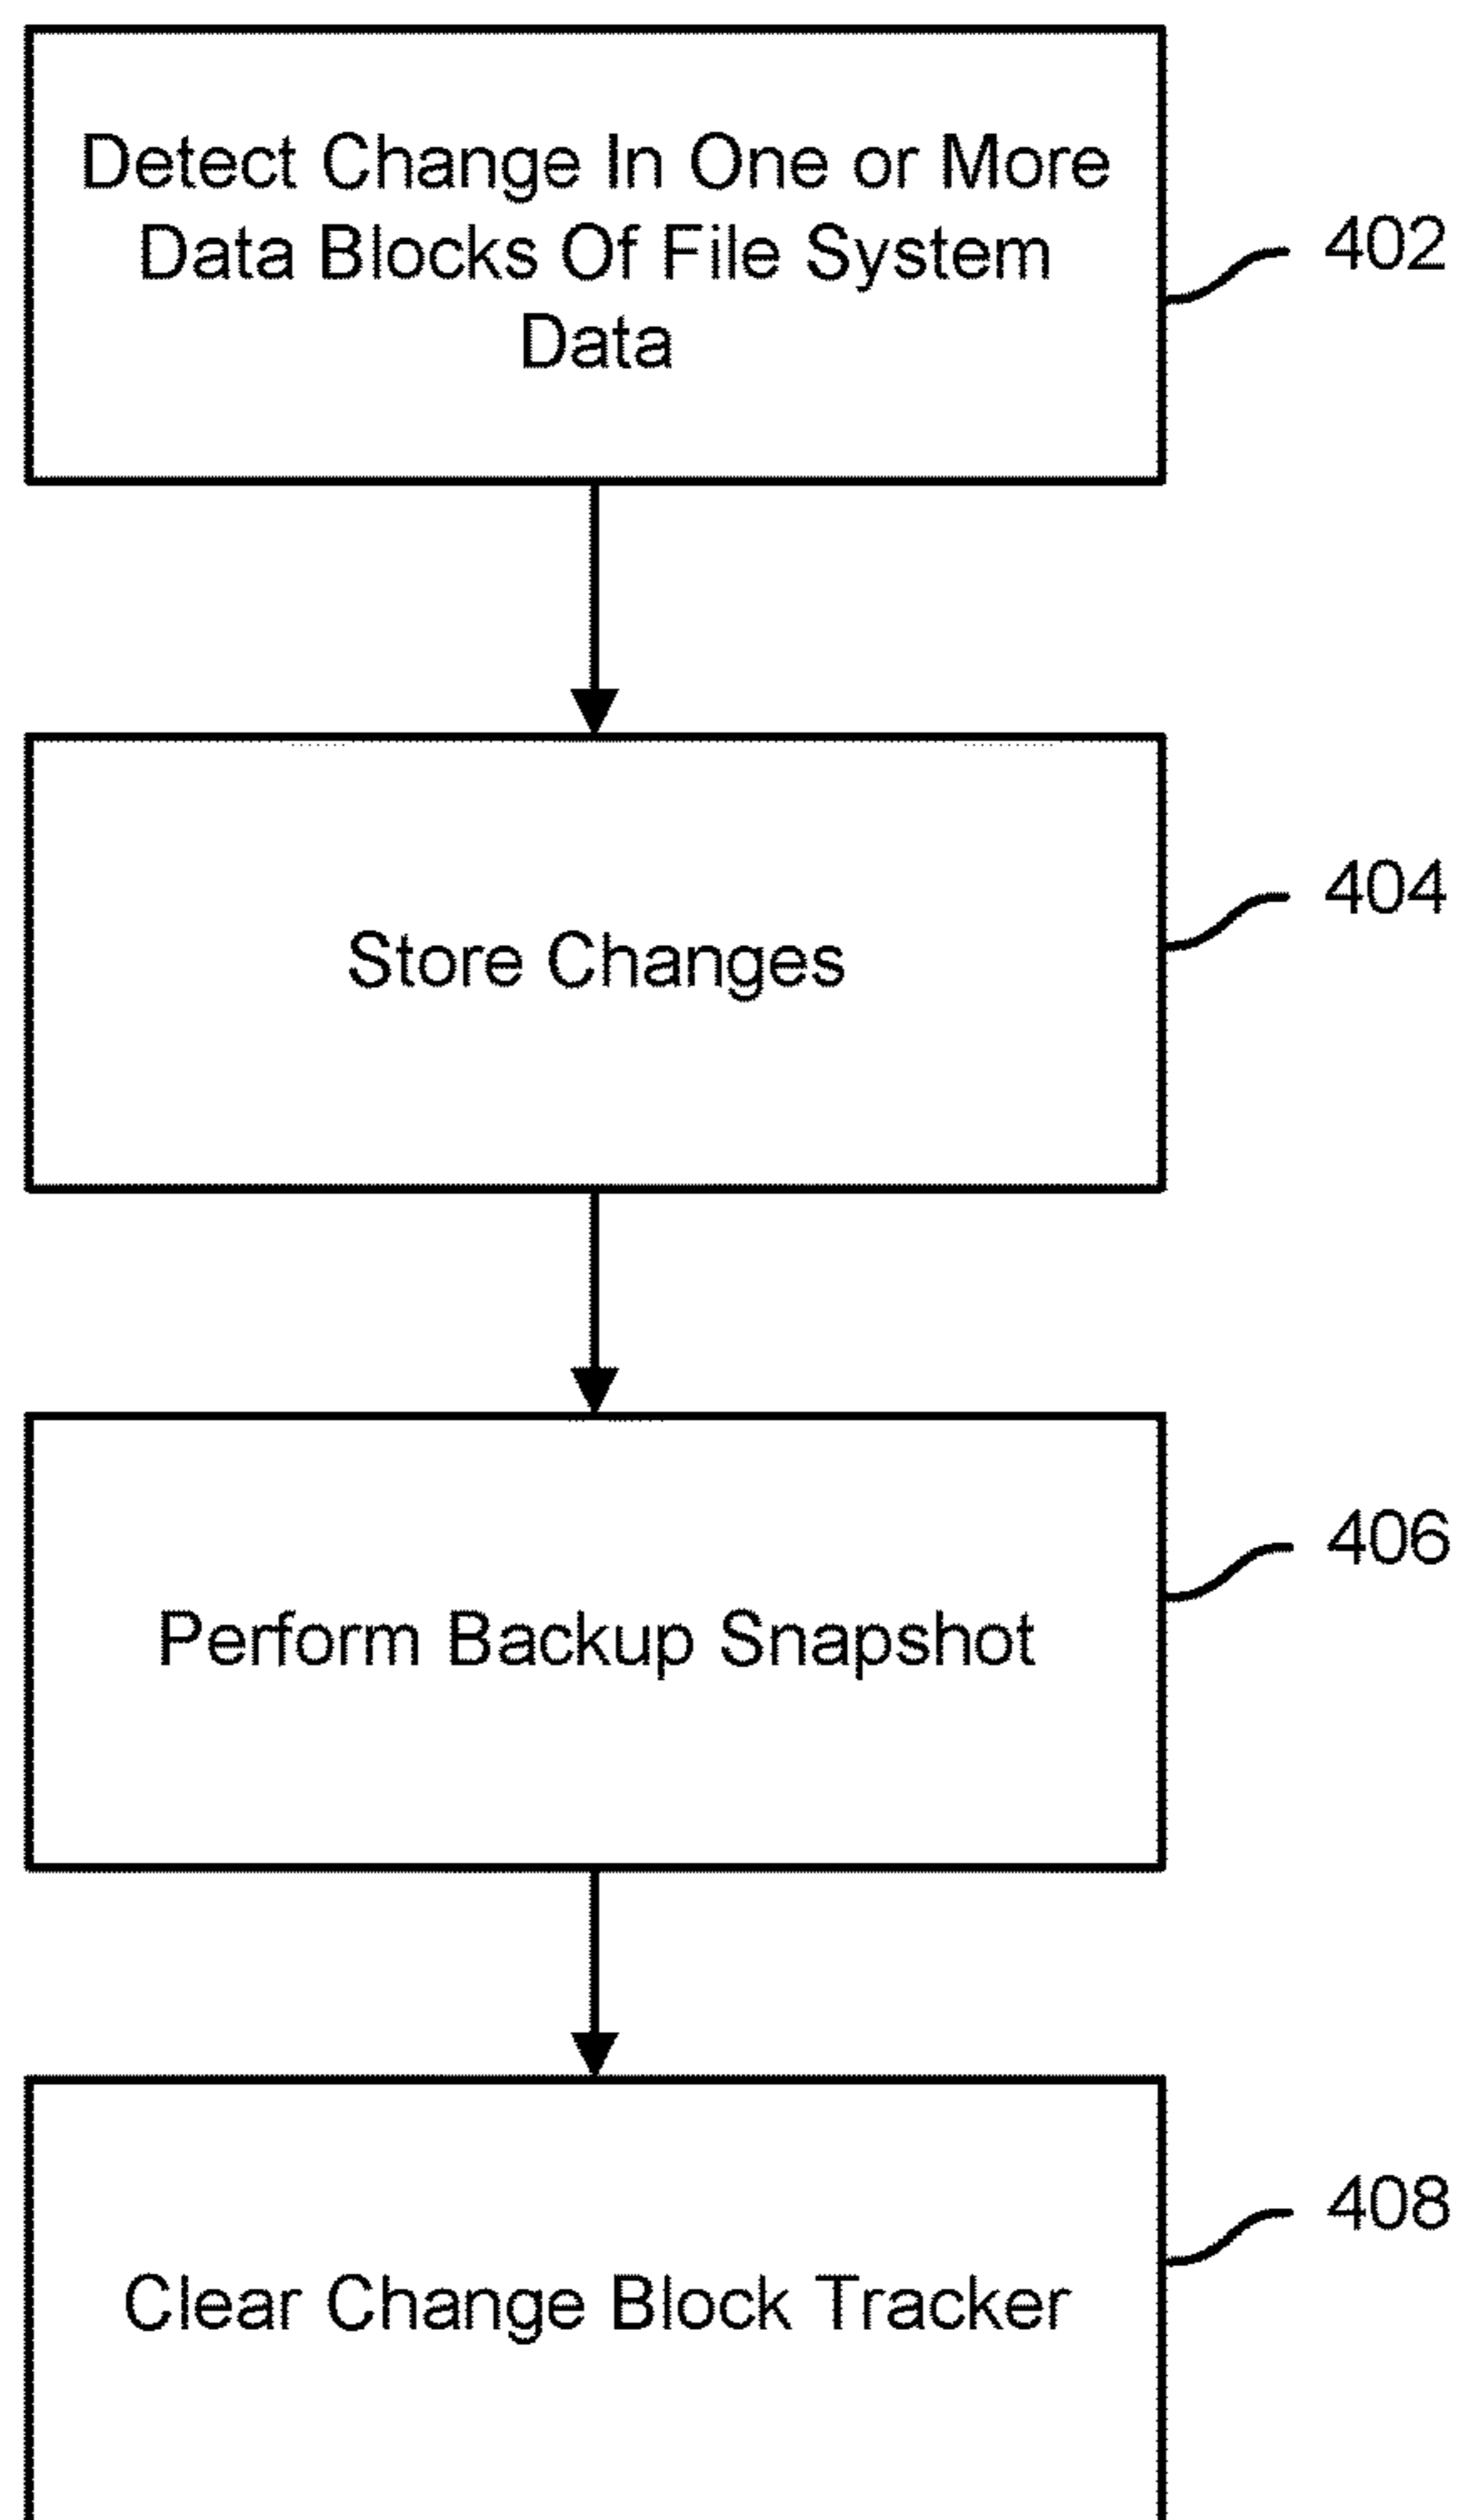 Detect Change In One or More
Data Blocks Of File System
Data
402
Store Changes
404
Perform Backup Snapshot
406
Clear Change Block Tracker
408